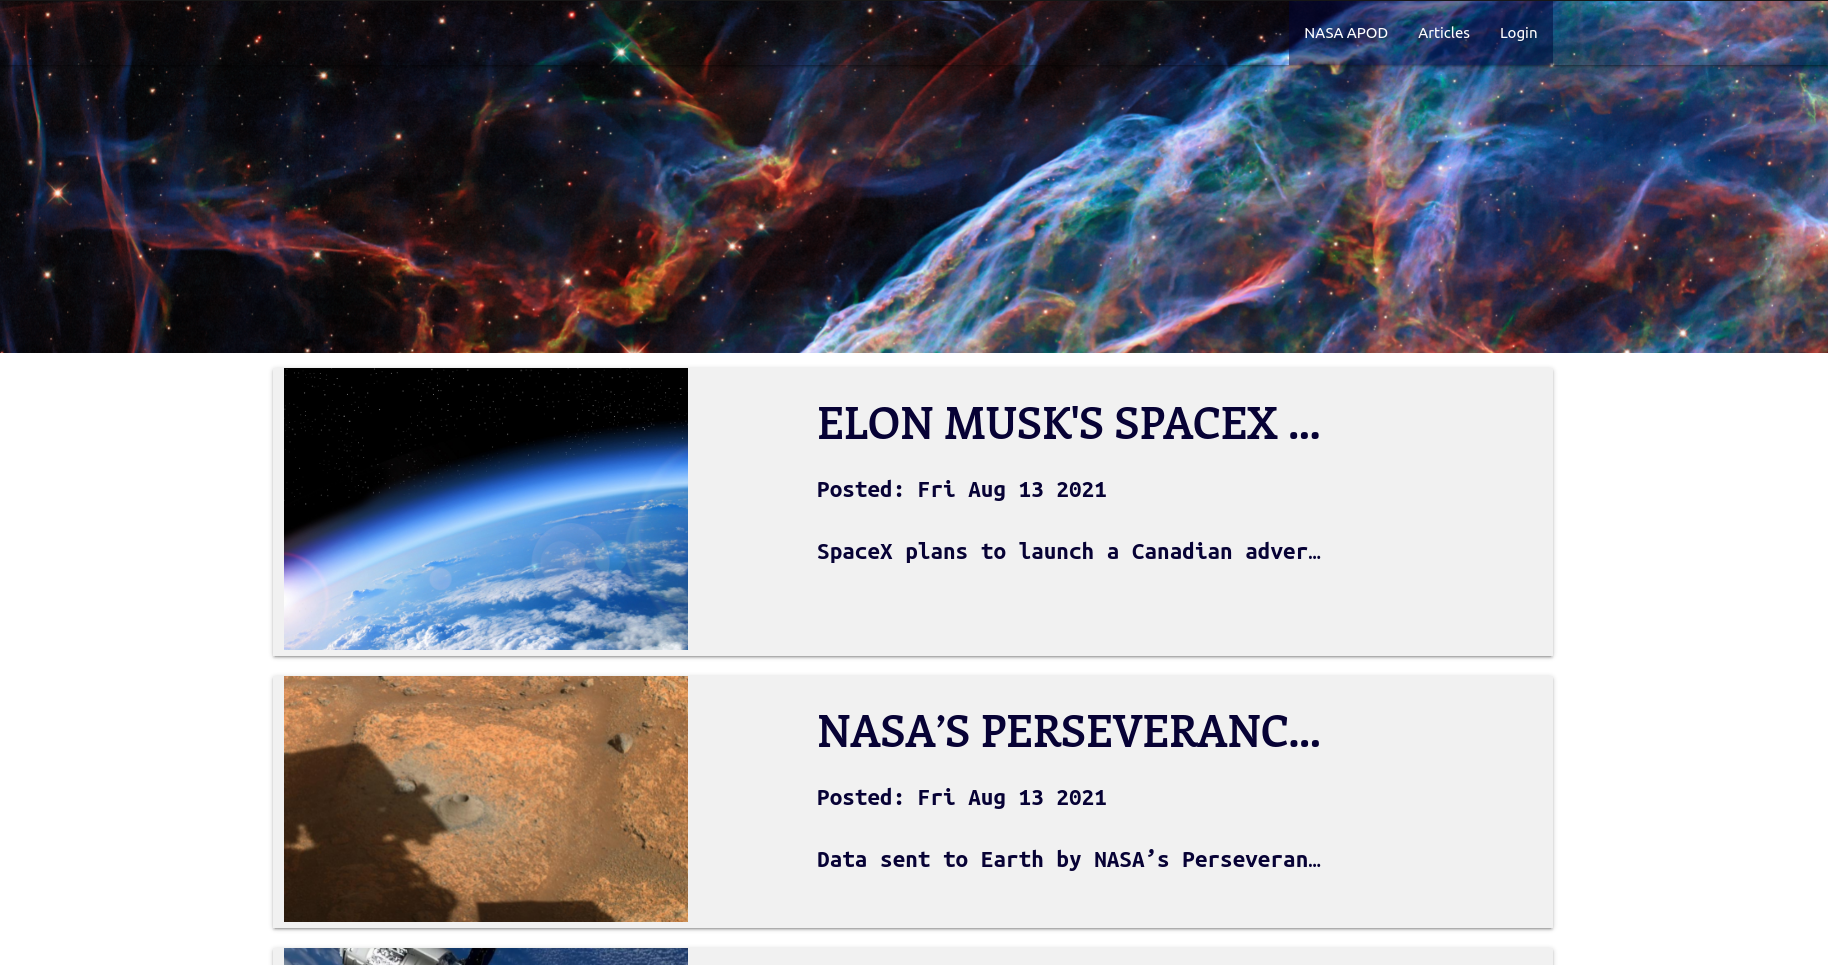 NASA APOD Articles Login
ELON MUSK'S SPACEX ...
Posted: Fri Aug 13 2021
SpaceX plans to launch a Canadian adver…
NASA’S PERSEVERANC...
Posted: Fri Aug 13 2021
Data sent to Earth by NASA’s Perseveran…